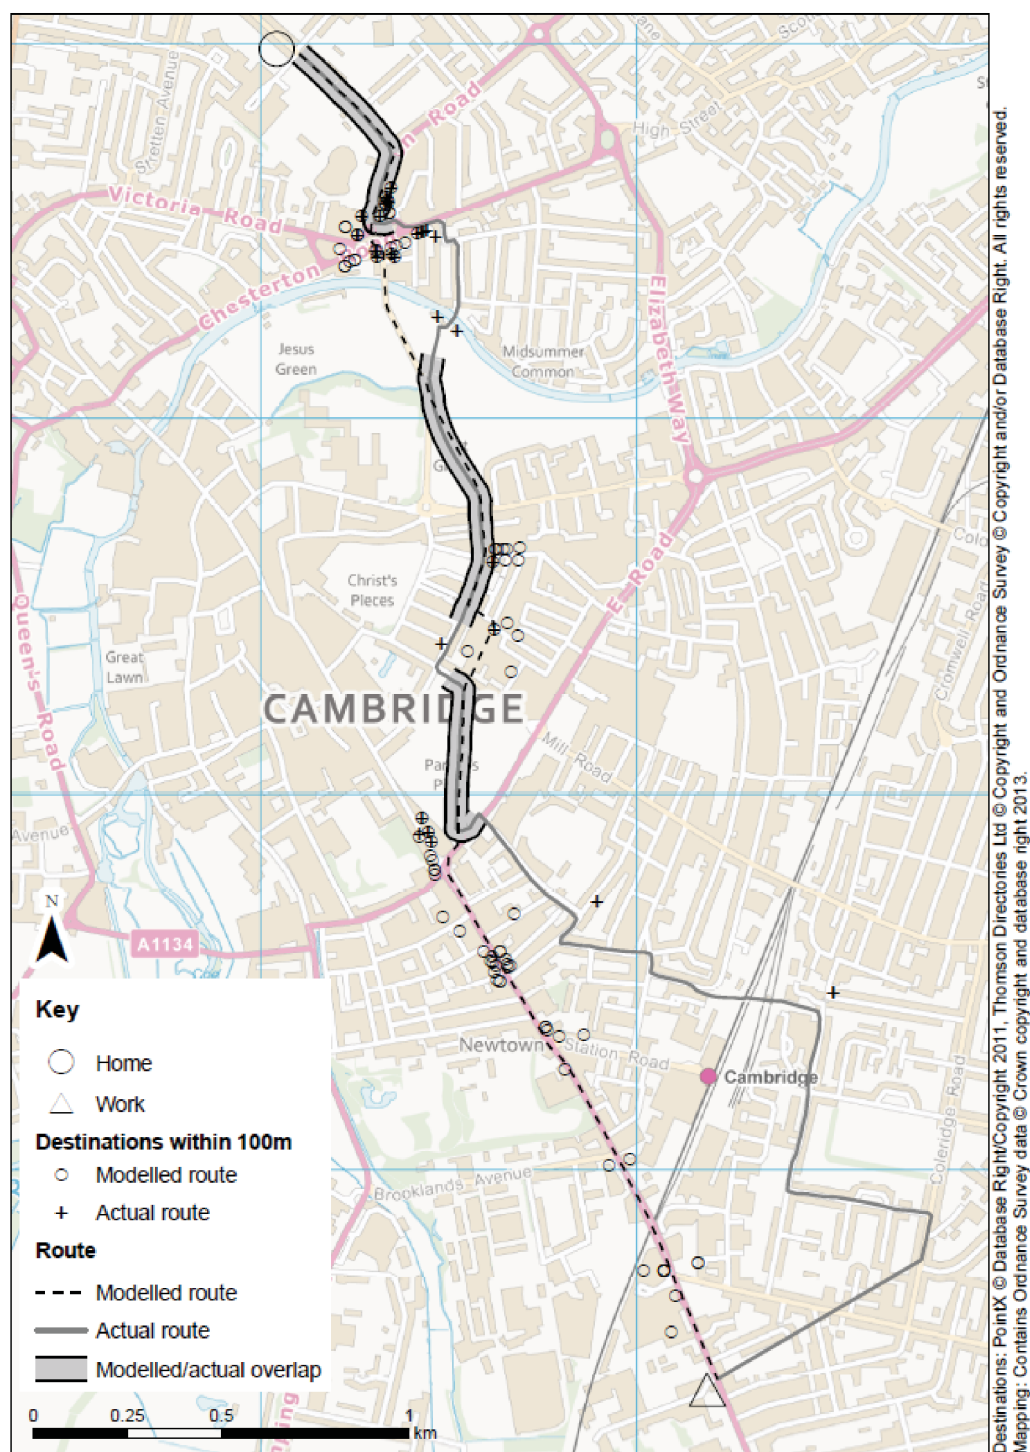 Stretten Avenue
Road
High Street
Victoria Road
Chesterton
Elizabeth Way
Jesus
Green
Midsummer
Common
Christ's
Pieces
E Road
Queen's Road
Great
Lawn
Cromwell Road
CAMBRIDGE
Mill Road
Avenue
N
A1134
Newtown
Station Road
Cambridge
Coleridge Road
Brooklands Avenue
Key
Home
Work
Destinations within 100m
Modelled route
Actual route
Route
Modelled route
Actual route
Modelled/actual overlap
0 0.25 0.5 1
km
Destinations: PointX © Database Right/Copyright 2011, Thomson Directories Ltd © Copyright and Ordnance Survey © Copyright and/or Database Right. All rights reserved.
Mapping: Contains Ordnance Survey data © Crown copyright and database right 2013.